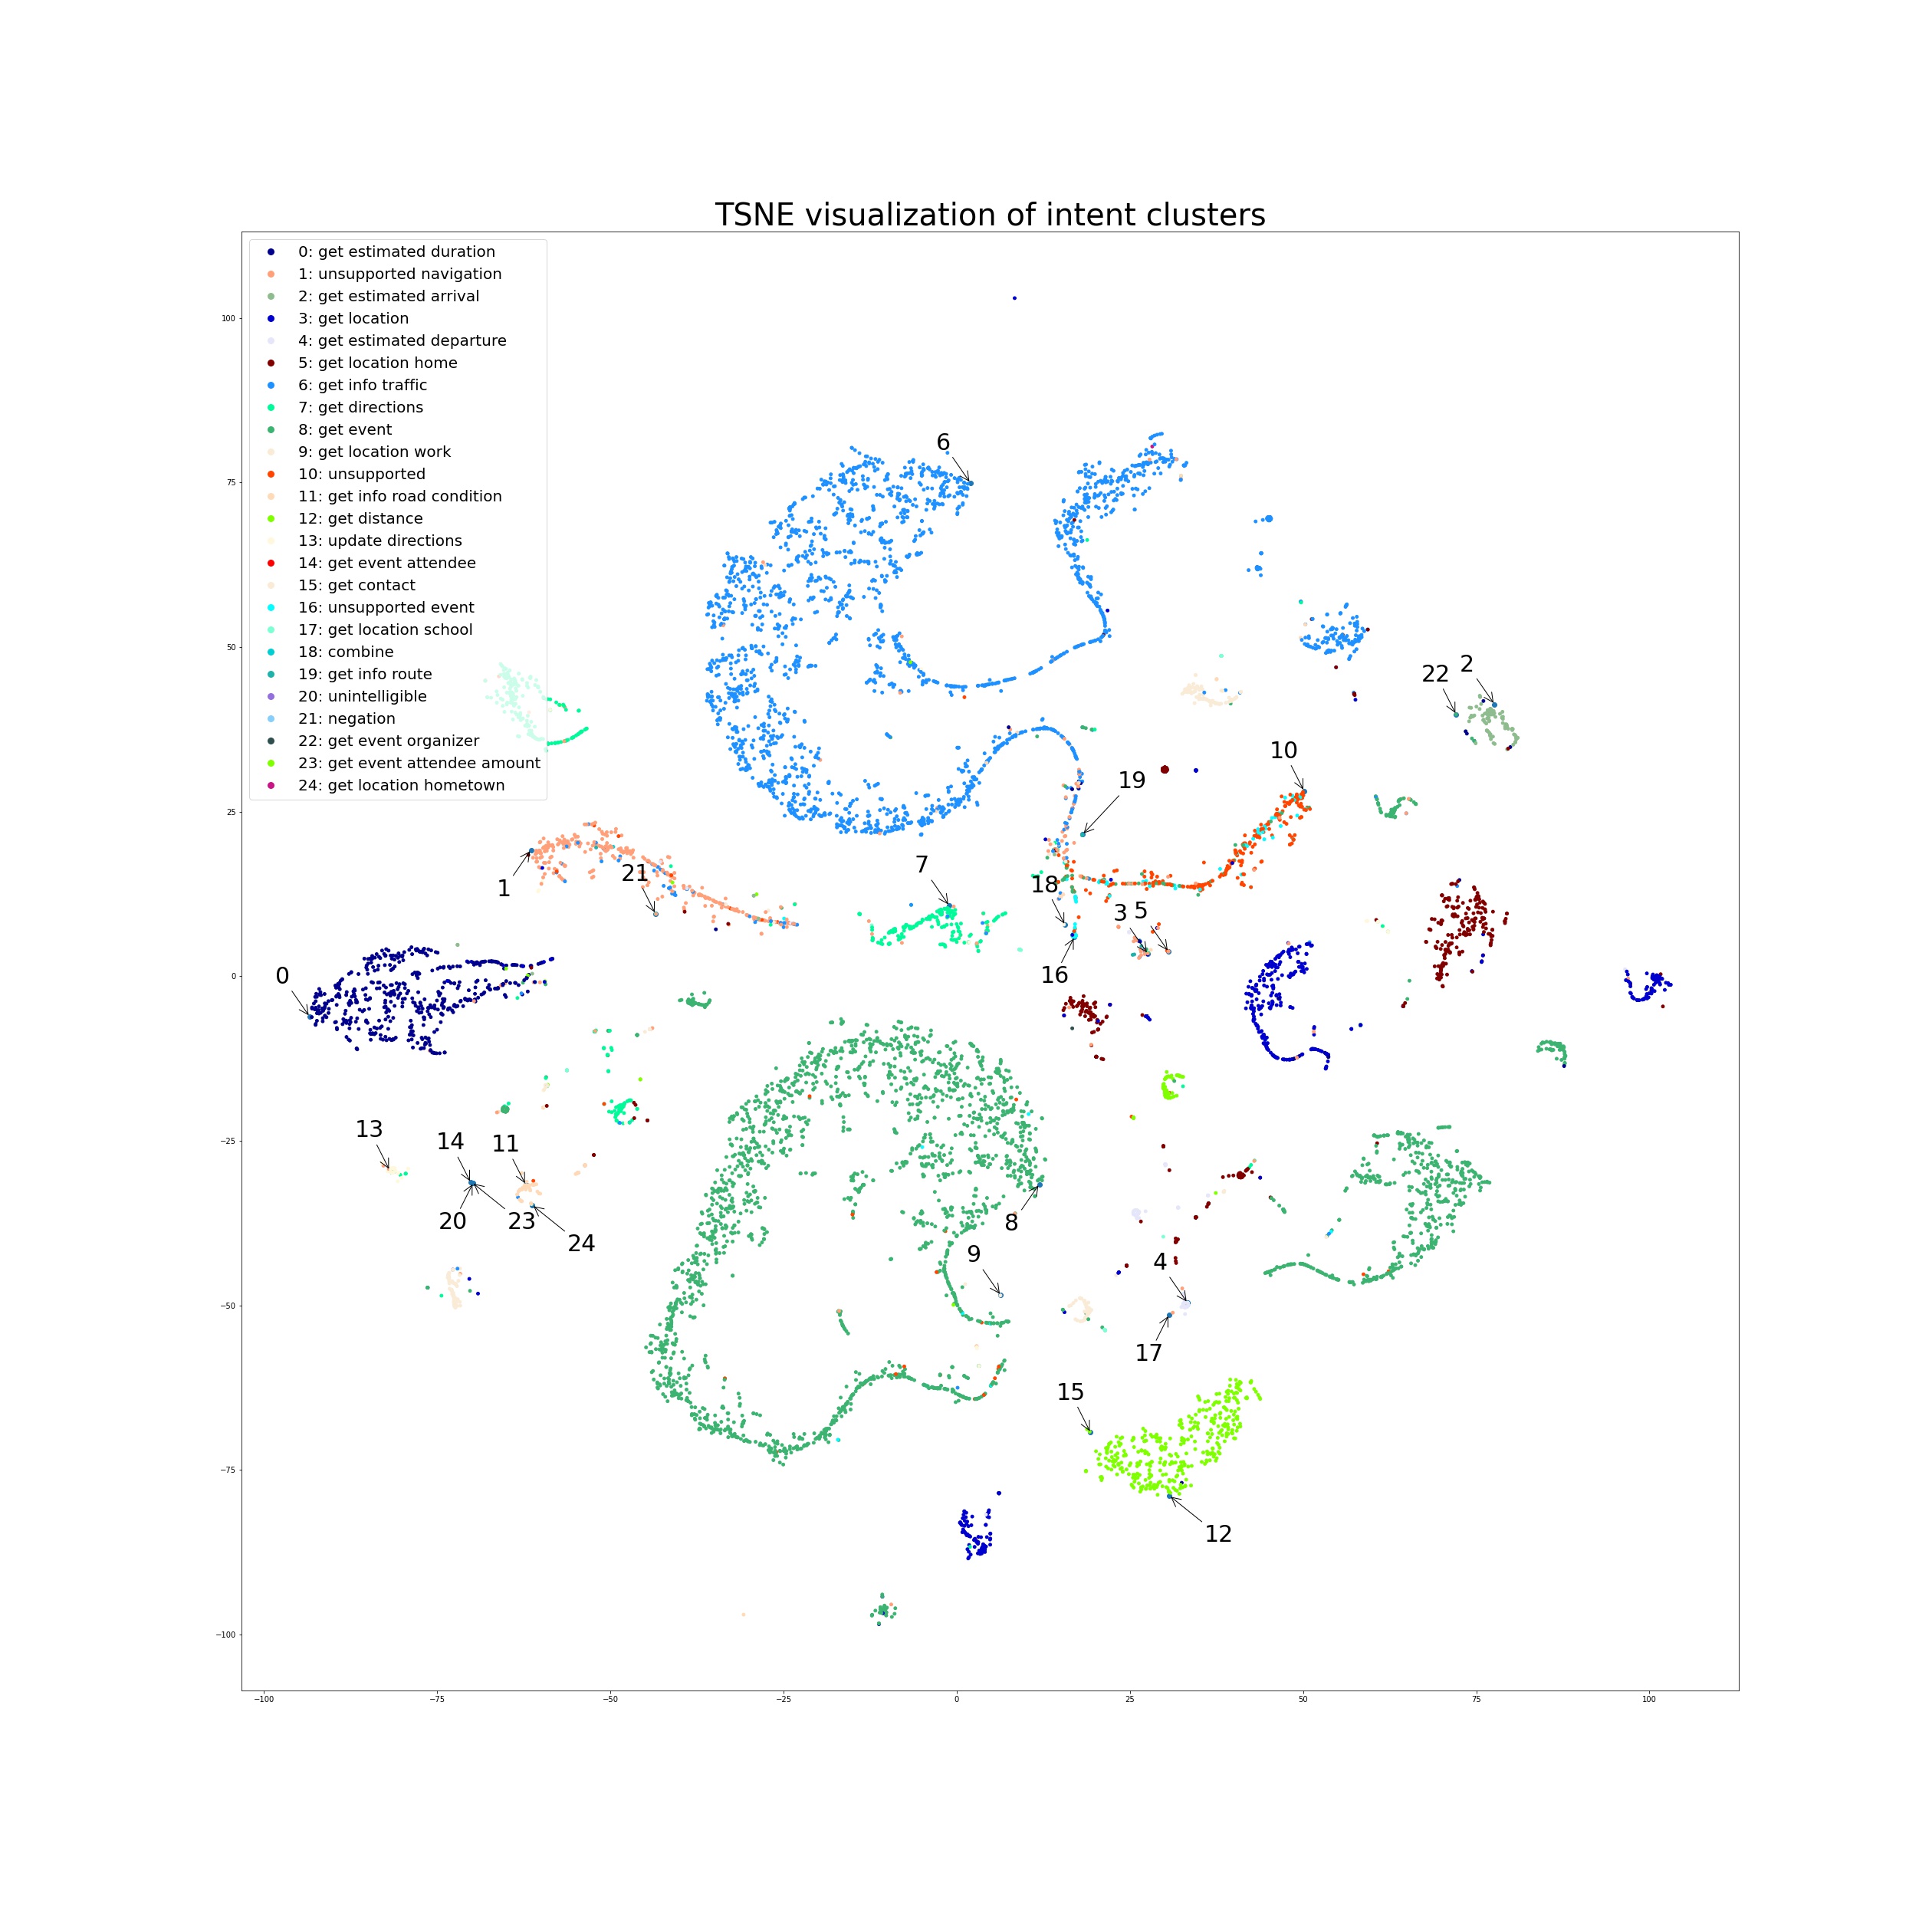 TSNE visualization of intent clusters
0: get estimated duration
1: unsupported navigation
2: get estimated arrival
3: get location
4: get estimated departure
5: get location home
6: get info traffic
7: get directions
8: get event
9: get location work
10: unsupported
11: get info road condition
12: get distance
13: update directions
14: get event attendee
15: get contact
16: unsupported event
17: get location school
18: combine
19: get info route
20: unintelligible
21: negation
22: get event organizer
23: get event attendee amount
24: get location hometown
100
75
50
25
0
−25
−50
−75
−100
−100
−75
−50
−25
0
25
50
75
100
6
22
2
10
19
1
21
7
18
3
5
0
16
13
14
11
20
23
24
8
9
4
17
15
12